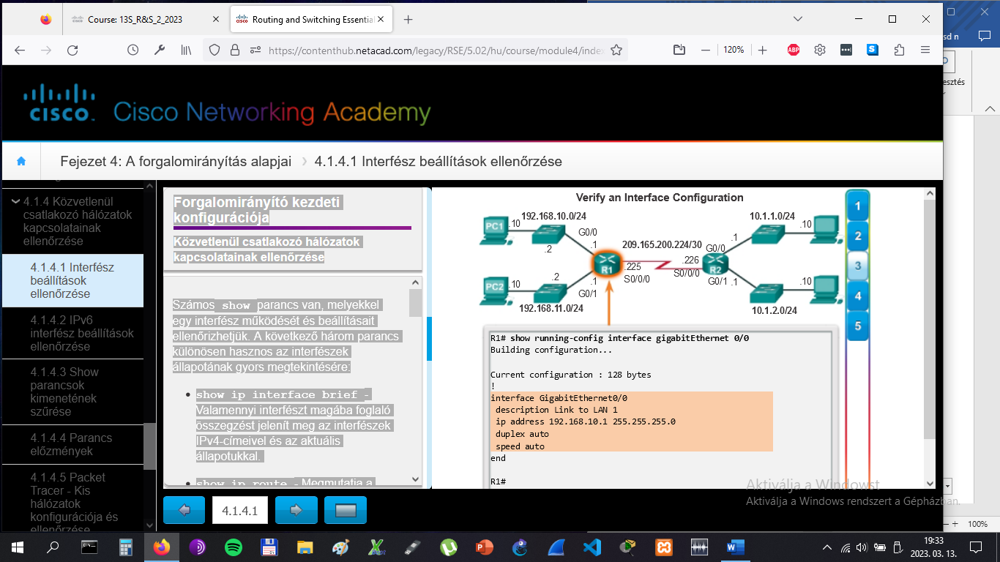 Course: 13S_R&S_2_2023
Routing and Switching Essential
https://contenthub.netacad.com/legacy/RSE/5.02/hu/course/module4/index
120%
ABP
S
sd n
esztés
CISCO
Cisco Networking Academy
Fejezet 4: A forgalomirányítás alapjai
4.1.4.1 Interfész beállítások ellenőrzése
4.1.4 Közvetlenül
csatlakozó hálózatok
kapcsolatainak
ellenőrzése
4.1.4.1 Interfész
beállítások
ellenőrzése
4.1.4.2 IPv6
interfész beállítások
ellenőrzése
4.1.4.3 Show
parancsok
kimenetének
szűrése
4.1.4.4 Parancs
előzmények
4.1.4.5 Packet
Tracer - Kis
hálózatok
konfigurációja és
ellenőrzése
Forgalomirányító kezdeti
konfigurációja
Közvetlenül csatlakozó hálózatok
kapcsolatainak ellenőrzése
Számos show parancs van, melyekkel
egy interfész működését és beállításait
ellenőrizhetjük. A következő három parancs
különösen hasznos az interfészek
állapotának gyors megtekintésére:
• show ip interface brief -
Valamennyi interfészt magába foglaló
összegzést jelenít meg az interfészek
IPv4-címeivel és az aktuális
állapotukkal.
• show ip route - Megmutatja a
4.1.4.1
Verify an Interface Configuration
192.168.10.0/24
10.1.1.0/24
PC1
.10
G0/0
.10
.2
.1
209.165.200.224/30
G0/0
.1
R1
.225
.226
R2
S0/0/0
S0/0/0
PC2
.10
.2
.1
G0/1
G0/1
.1
.10
192.168.11.0/24
10.1.2.0/24
1
2
3
4
5
R1# show running-config interface gigabitEthernet 0/0
Building configuration...
Current configuration : 128 bytes
!
interface GigabitEthernet0/0
description Link to LAN 1
ip address 192.168.10.1 255.255.255.0
duplex auto
speed auto
end
R1#
Aktiválja a Windowst
Aktiválja a Windows rendszert a Gépházban.
100%
19:33
2023. 03. 13.